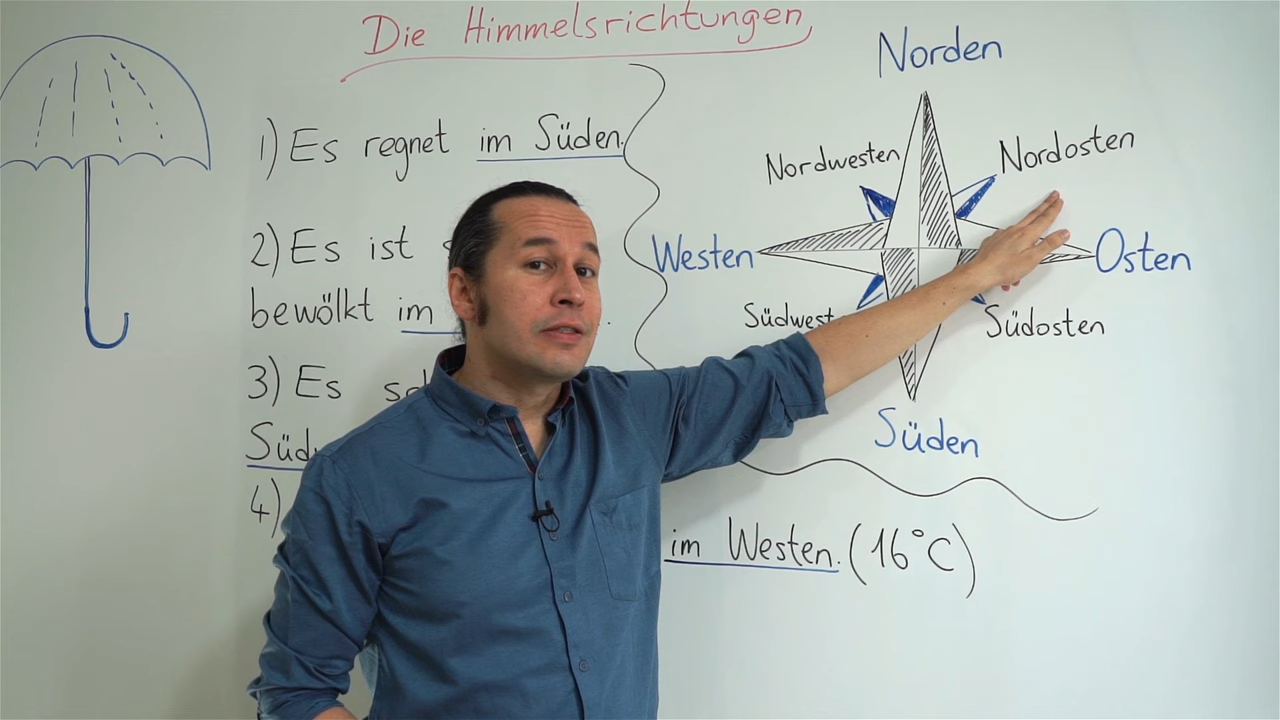 Die Himmelsrichtungen
1) Es regnet im Süden.
2) Es ist
bewölkt im
3) Es
4)
im Westen. (16°C)
Norden
Nordwesten
Nordosten
Westen
Osten
Südosten
Süden